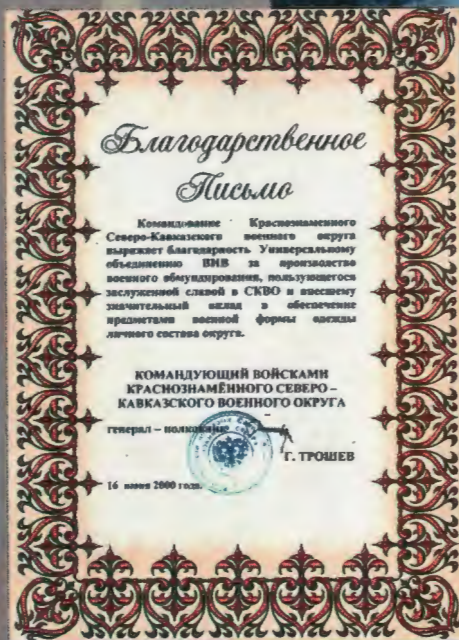 Благодарственное
Письмо
Командование Краснознаменного
Северо-Кавказского военного округа
выражает благодарность Универсальному
объединению ВИВ за производство
военного обмундирования, пользующегося
заслуженной славой в СКВО и внесшему
значительный вклад в обеспечение
предметами военной формы одежды
личного состава округа.
КОМАНДУЮЩИЙ ВОЙСКАМИ
КРАСНОЗНАМЁННОГО СЕВЕРО –
КАВКАЗСКОГО ВОЕННОГО ОКРУГА
генерал – полковник
Г. ТРОШЕВ
16 2000 года.